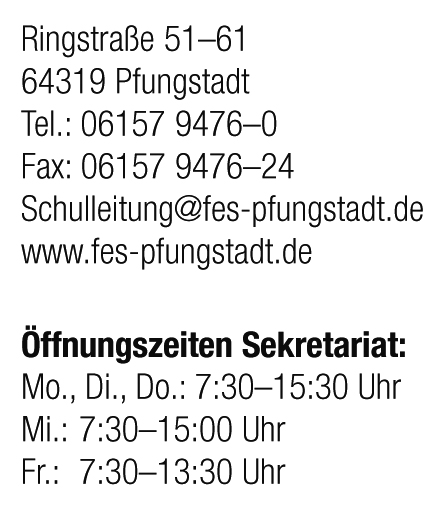 Ringstraße 51–61
64319 Pfungstadt
Tel.: 06157 9476–0
Fax: 06157 9476–24
Schulleitung@fes-pfungstadt.de
www.fes-pfungstadt.de
Öffnungszeiten Sekretariat:
Mo., Di., Do.: 7:30–15:30 Uhr
Mi.: 7:30–15:00 Uhr
Fr.: 7:30–13:30 Uhr